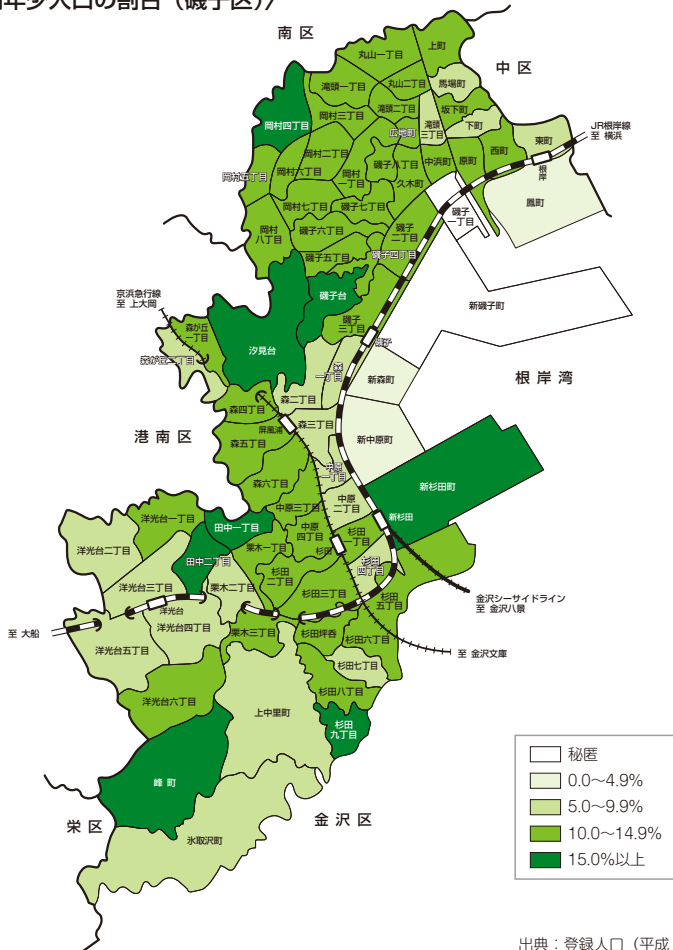 年少人口の割合（磯子区）
南 区
中 区
丸山一丁目
上町
滝頭一丁目
丸山二丁目
馬場町
岡村四丁目
岡村三丁目
滝頭二丁目
坂下町
広地町
滝頭
三丁目
下町
東町
JR根岸線
至 横浜
岡村二丁目
磯子八丁目
中浜町
原町
西町
根岸
岡村五丁目
岡村六丁目
岡村
一丁目
久木町
鳳町
岡村七丁目
磯子七丁目
磯子
一丁目
岡村
八丁目
磯子六丁目
磯子
二丁目
磯子五丁目
磯子四丁目
京浜急行線
至 上大岡
磯子台
新磯子町
森が丘
一丁目
磯子
三丁目
汐見台
磯子
森が丘二丁目
森
一丁目
新森町
根 岸 湾
森二丁目
森四丁目
港 南 区
屏風浦
森三丁目
森五丁目
新中原町
中原
一丁目
森六丁目
新杉田町
中原
二丁目
中原三丁目
洋光台一丁目
田中一丁目
中原
四丁目
杉田
一丁目
新杉田
洋光台二丁目
栗木一丁目
杉田
田中二丁目
杉田
四丁目
洋光台三丁目
栗木二丁目
杉田
二丁目
杉田三丁目
杉田
五丁目
金沢シーサイドライン
至 金沢八景
洋光台
至 大船
洋光台四丁目
栗木三丁目
杉田坪呑
杉田六丁目
洋光台五丁目
至 金沢文庫
杉田七丁目
洋光台六丁目
杉田八丁目
上中里町
杉田
九丁目
峰 町
秘匿
0.0〜4.9%
5.0〜9.9%
10.0〜14.9%
15.0%以上
栄 区
金 沢 区
氷取沢町
出典：登録人口（平成